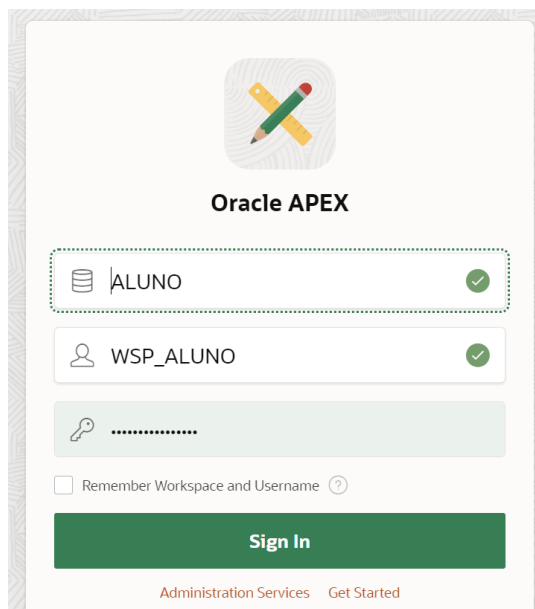 Oracle APEX
ALUNO
WSP_ALUNO
••••••••••••••••
Remember Workspace and Username ?
Sign In
Administration Services Get Started